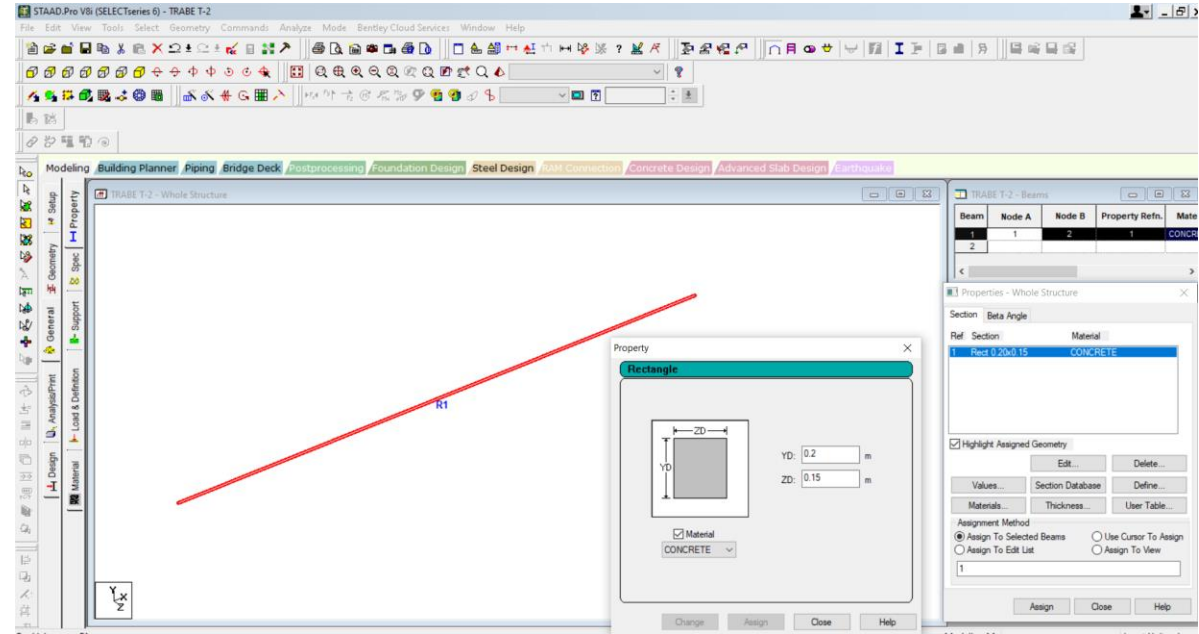 STAAD.Pro V8i (SELECTseries 6) - TRABE T-2
File Edit View Tools Select Geometry Commands Analyze Mode Bentley Cloud Services Window Help
Modeling Building Planner Piping Bridge Deck Postprocessing Foundation Design Steel Design RAM Connection Concrete Design Advanced Slab Design Earthquake
Setup
Geometry
General
Analysis/Print
Design
Property
Spec
Support
Load & Definition
Material
TRABE T-2 - Whole Structure
R1
Y
X
Z
TRABE T-2 - Beams
Beam Node A Node B Property Refn. Mate
1 1 2 1 CONCRE
2
Property
Rectangle
ZD
YD
YD: 0.2 m
ZD: 0.15 m
Material
CONCRETE
Change Assign Close Help
Properties - Whole Structure
Section Beta Angle
Ref Section Material
1 Rect 0.20x0.15 CONCRETE
Highlight Assigned Geometry
Edit... Delete...
Values... Section Database Define...
Materials... Thickness... User Table...
Assignment Method
Assign To Selected Beams Use Cursor To Assign
Assign To Edit List Assign To View
1
Assign Close Help